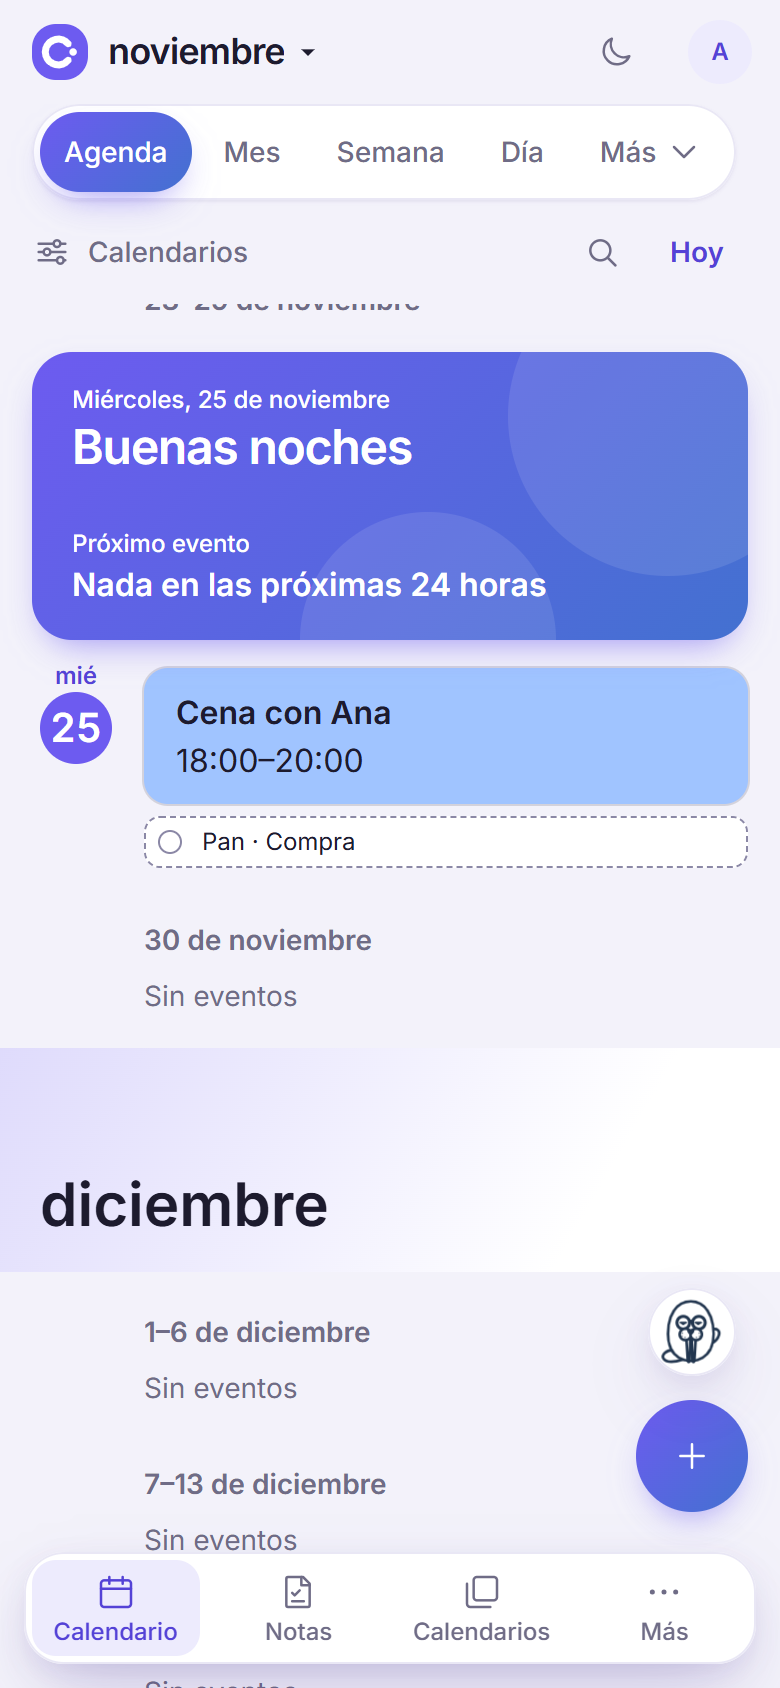 noviembre
A
Agenda
Mes
Semana
Día
Más
Calendarios
Hoy
Miércoles, 25 de noviembre
Buenas noches
Próximo evento
Nada en las próximas 24 horas
mié
25
Cena con Ana
18:00–20:00
Pan · Compra
30 de noviembre
Sin eventos
diciembre
1–6 de diciembre
Sin eventos
7–13 de diciembre
Sin eventos
Calendario
Notas
Calendarios
Más
Sin eventos